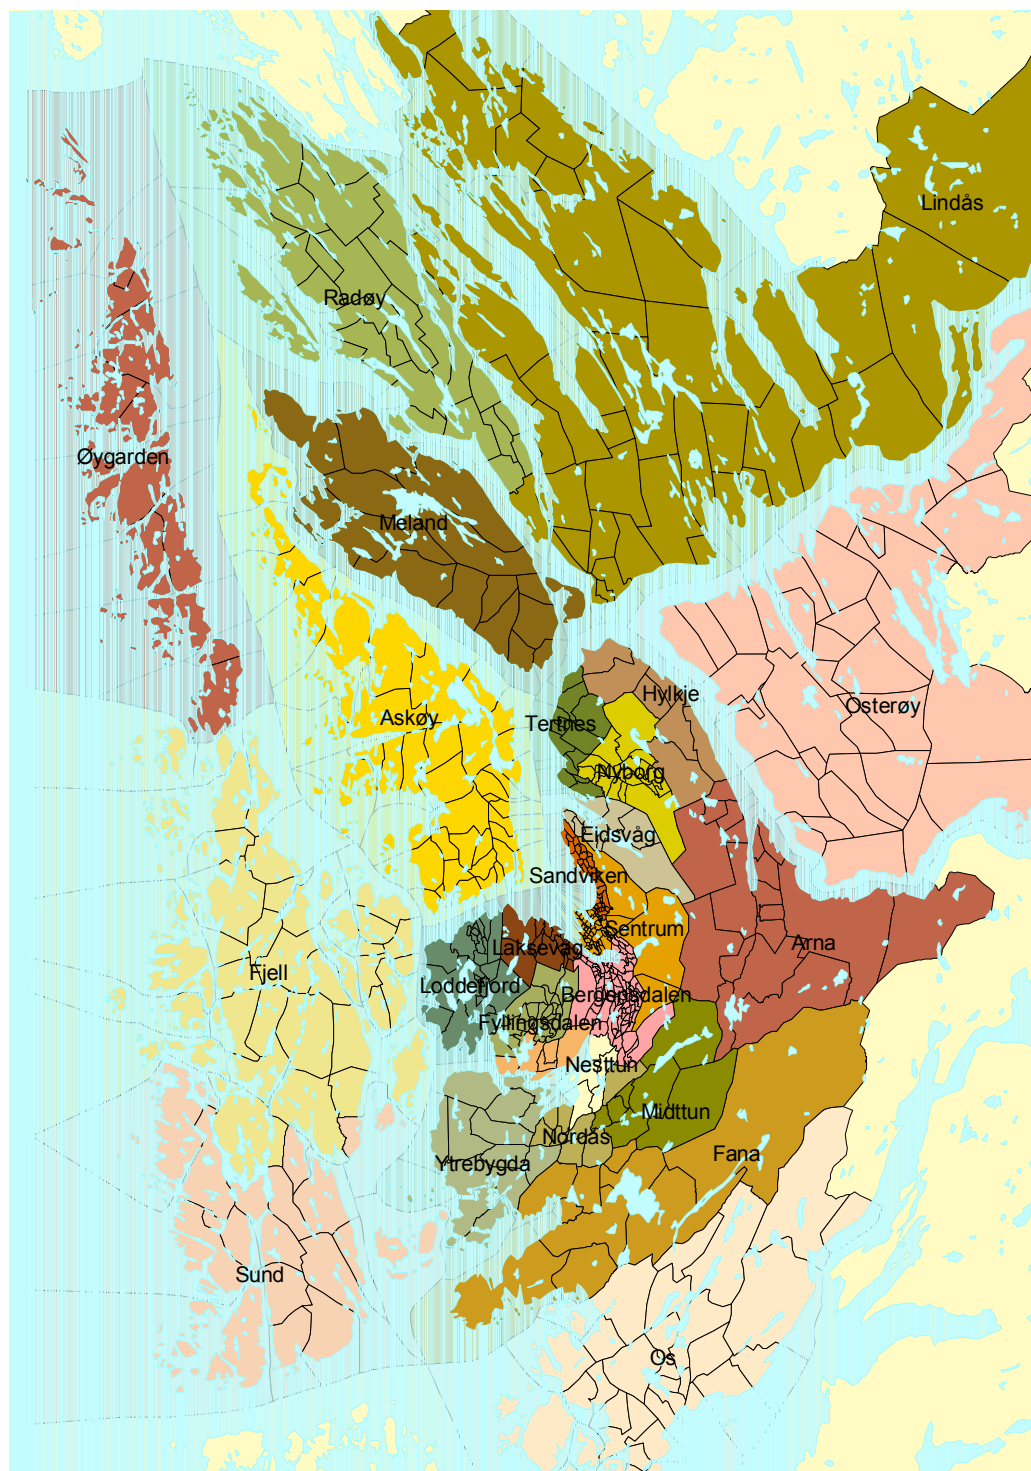 Lindås
Radøy
Øygarden
Meland
Hylkje
Osterøy
Askøy
Tertnes
Nyborg
Eidsvåg
Sandviken
Sentrum
Arna
Laksevåg
Fjell
Loddefjord
Bergensdalen
Fyllingsdalen
Nesttun
Midttun
Nordås
Fana
Ytrebygda
Sund
Os